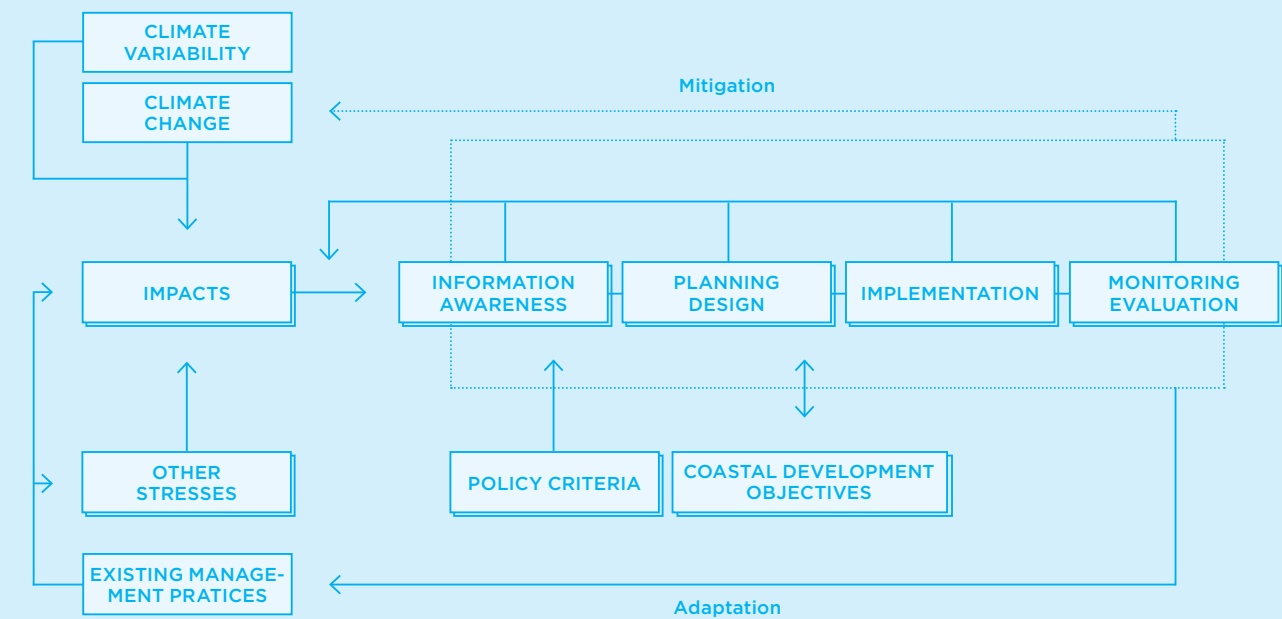 CLIMATE
VARIABILITY
CLIMATE
CHANGE
Mitigation
IMPACTS
INFORMATION
AWARENESS
PLANNING
DESIGN
IMPLEMENTATION
MONITORING
EVALUATION
OTHER
STRESSES
POLICY CRITERIA
COASTAL DEVELOPMENT
OBJECTIVES
EXISTING MANAGE-
MENT PRATICES
Adaptation